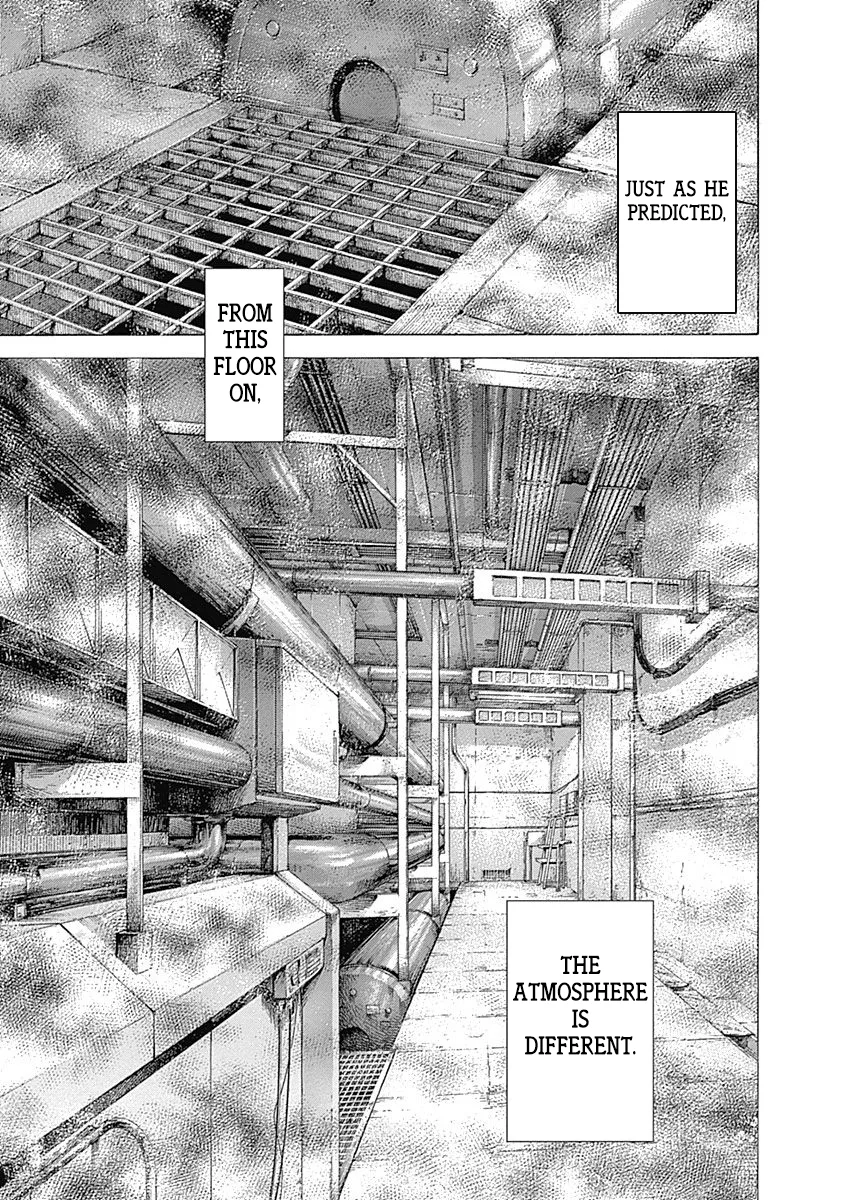 JUST AS HE
PREDICTED,
FROM
THIS
FLOOR
ON,
THE
ATMOSPHERE
IS
DIFFERENT.